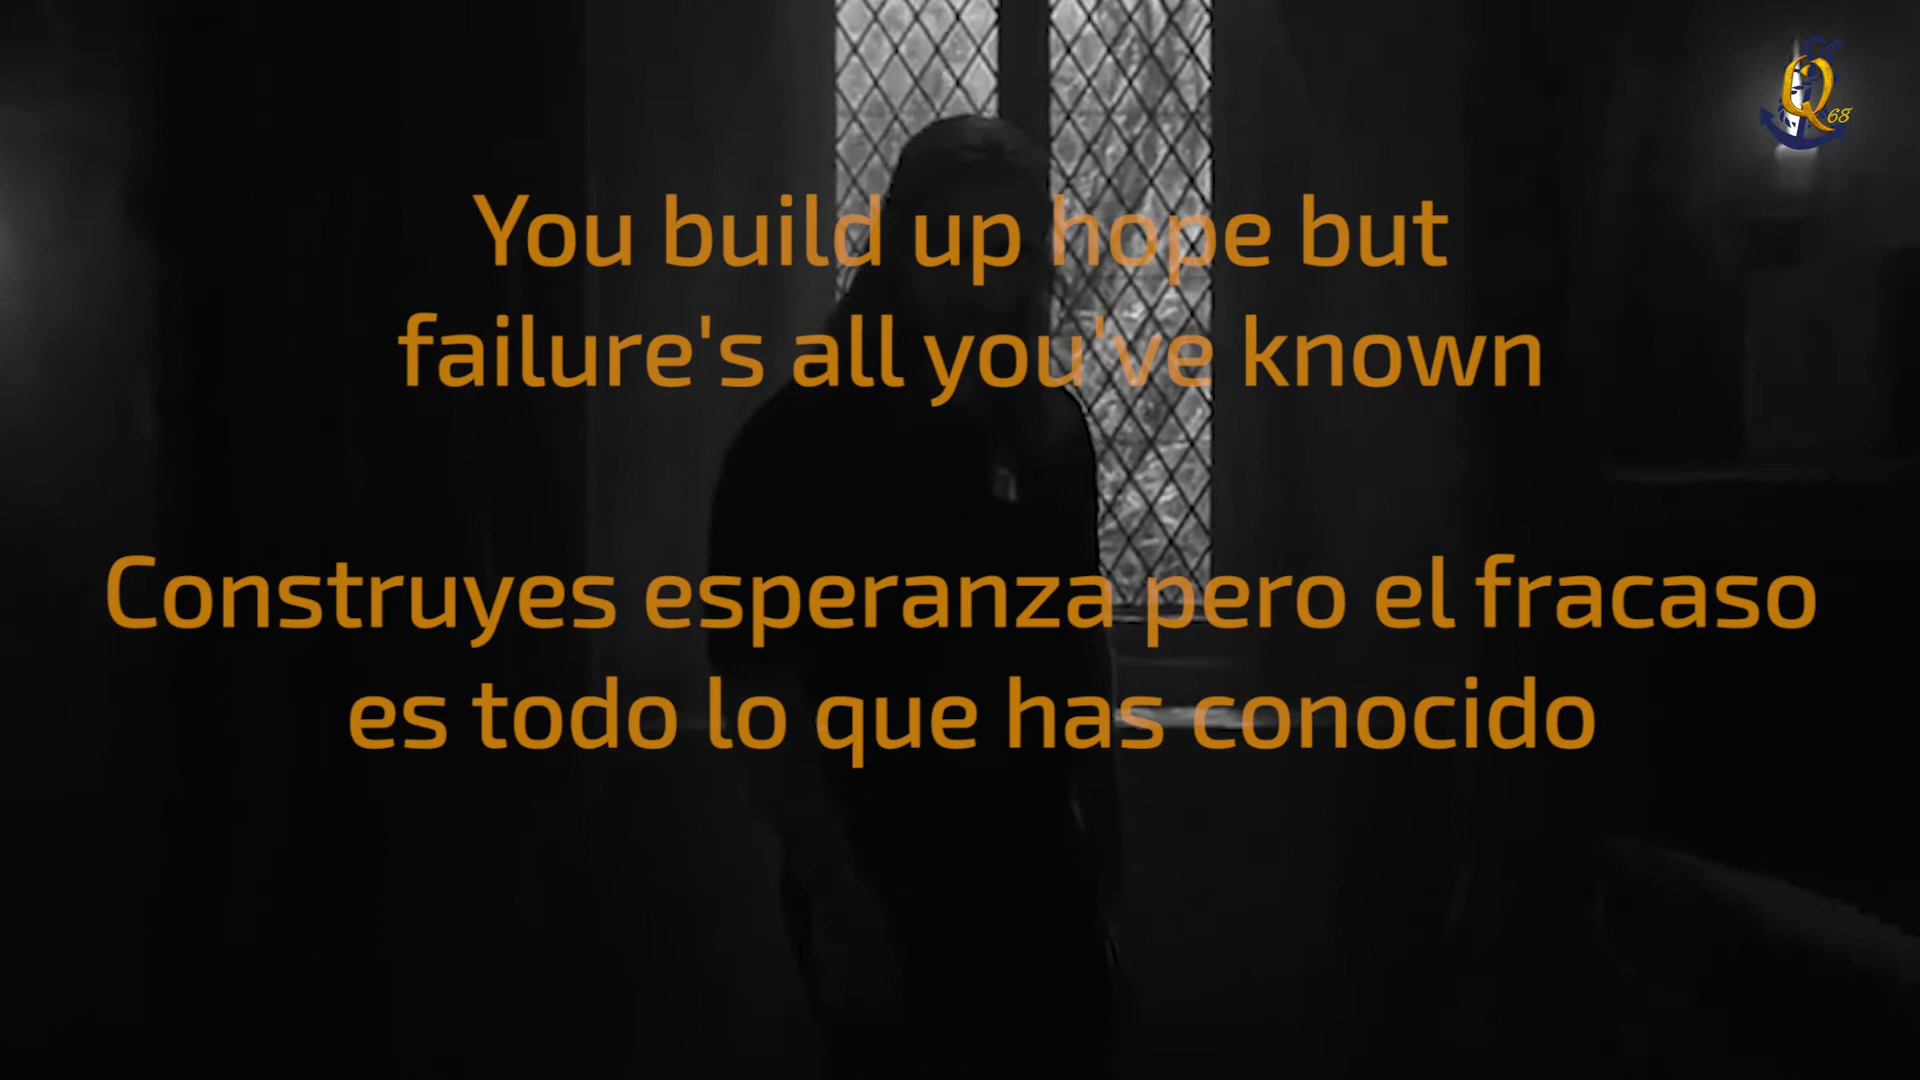 Q68
You build up hope but
failure's all you've known
Construyes esperanza pero el fracaso
es todo lo que has conocido